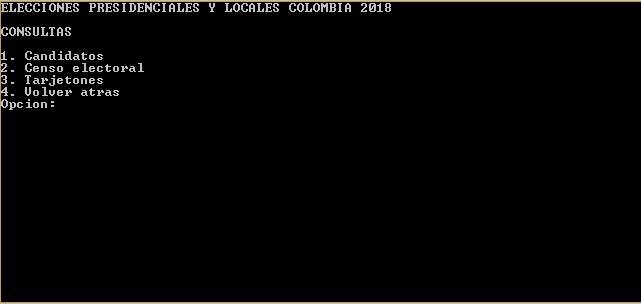 ELECCIONES PRESIDENCIALES Y LOCALES COLOMBIA 2018
CONSULTAS
1. Candidatos
2. Censo electoral
3. Tarjetones
4. Volver atras
Opcion: